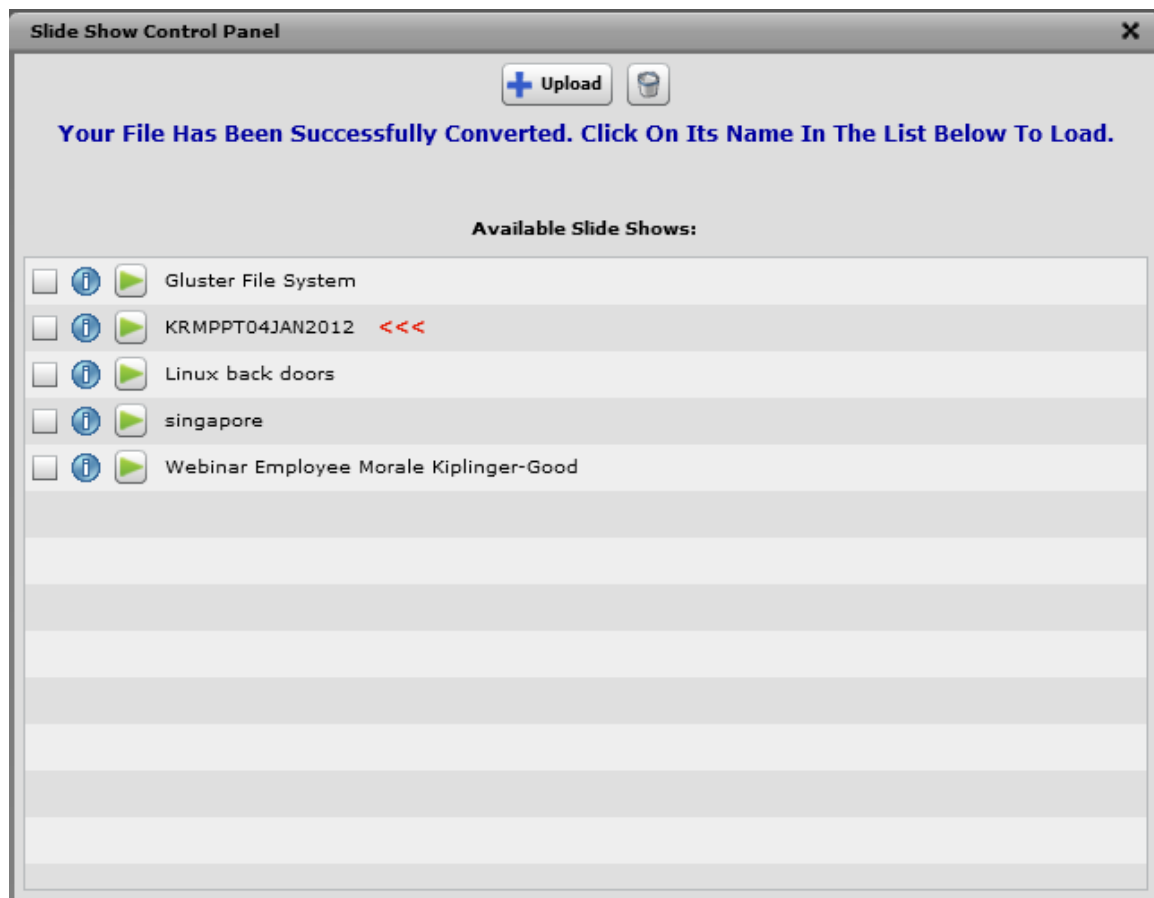 Slide Show Control Panel
Upload
Your File Has Been Successfully Converted. Click On Its Name In The List Below To Load.
Available Slide Shows:
Gluster File System
KRMPPT04JAN2012 <<<
Linux back doors
singapore
Webinar Employee Morale Kiplinger-Good